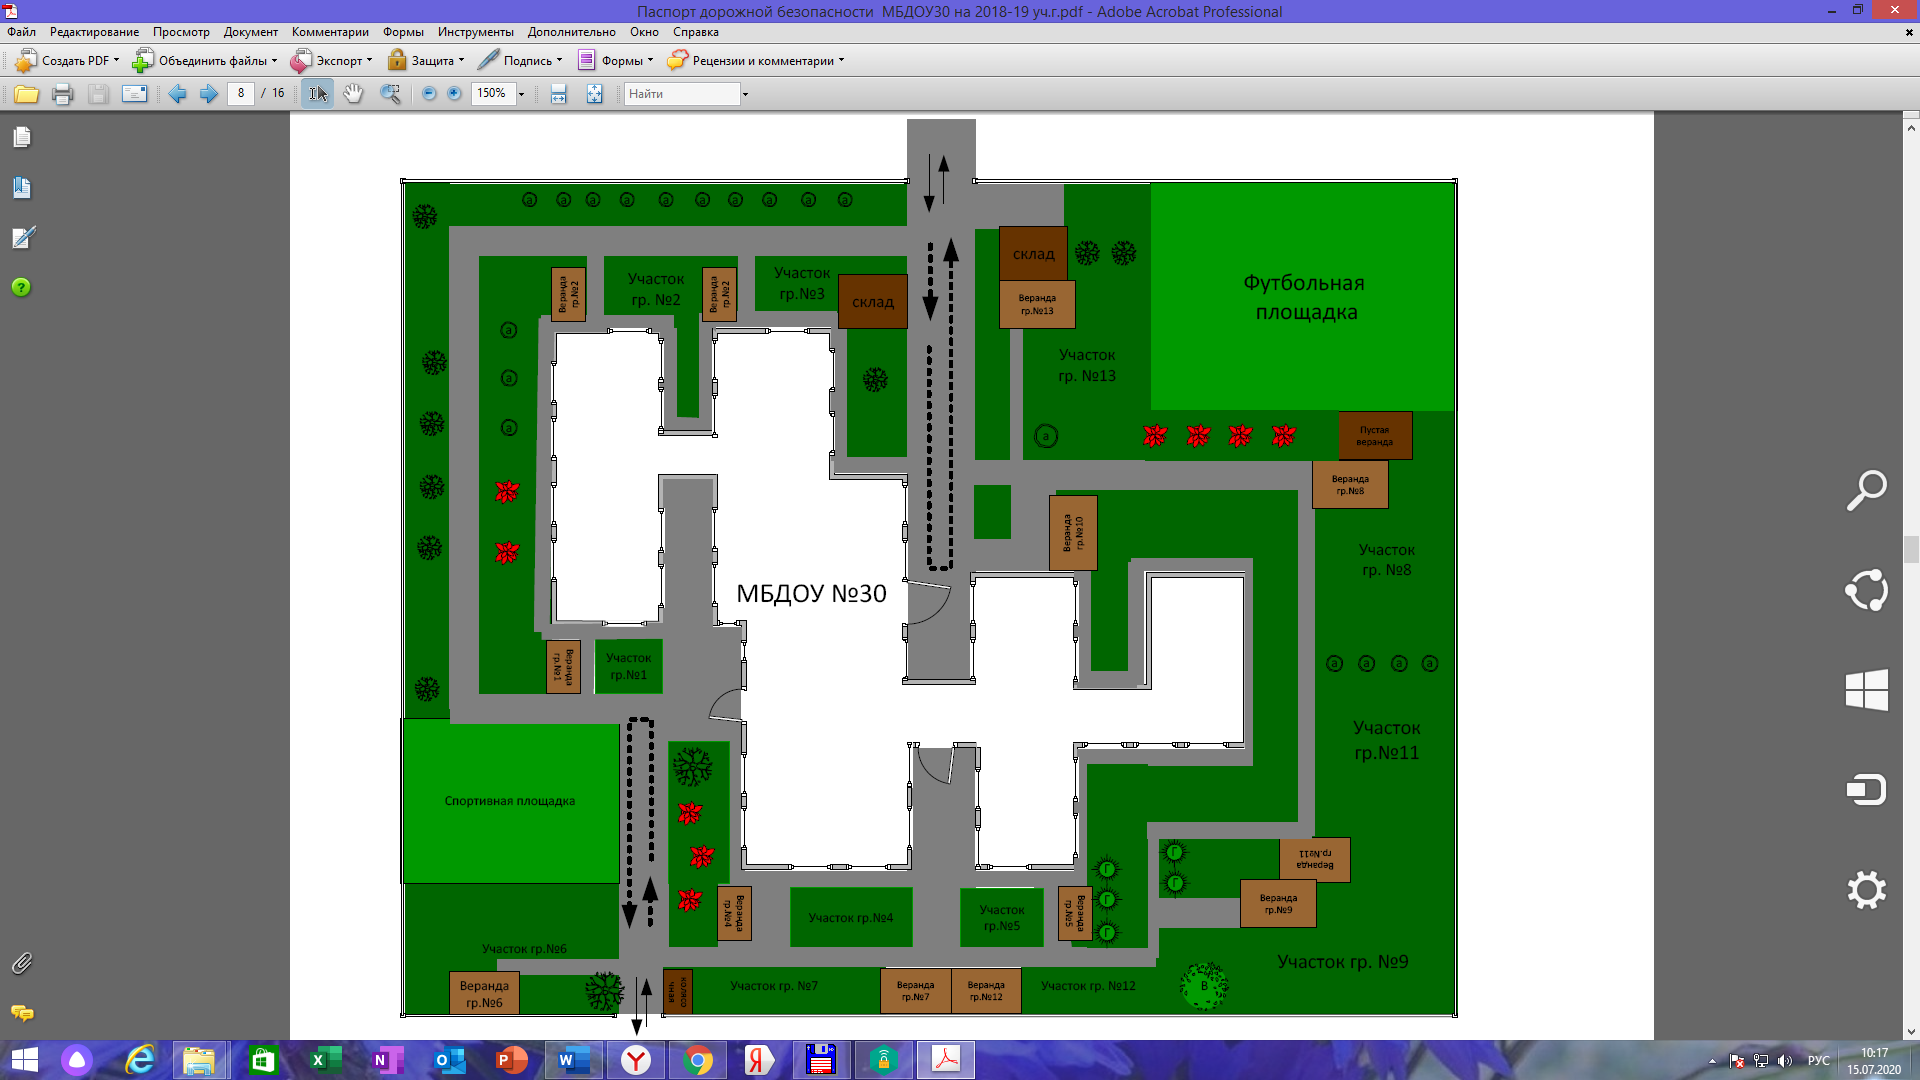 Паспорт дорожной безопасности МБДОУ30 на 2018-19 уч.г.pdf - Adobe Acrobat Professional
Файл Редактирование Просмотр Документ Комментарии Формы Инструменты Дополнительно Окно Справка
Создать PDF Объединить файлы Экспорт Защита Подпись Формы Рецензии и комментарии
8 / 16 150% Найти
а а а а а а а а а а
склад
Веранда
гр.№2
Участок
гр. №2
Веранда
гр.№2
Участок
гр.№3
склад
Веранда
гр.№13
Футбольная
площадка
а
а
а
Участок
гр. №13
а
Пустая
веранда
Веранда
гр.№8
Веранда
гр.№10
Участок
гр. №8
МБДОУ №30
Веранда
гр.№1
Участок
гр.№1
а а а а
Участок
гр.№11
Спортивная площадка
Г
Г
Г
Г
Г
Веранда
гр.№11
Веранда
гр.№9
Веранда
гр.№4
Участок гр.№4
Участок
гр.№5
Веранда
гр.№5
Участок гр.№6
Участок гр. №9
Веранда
гр.№6
колясо
чная
Участок гр. №7
Веранда
гр.№7
Веранда
гр.№12
Участок гр. №12
В
РУС
10:17
15.07.2020